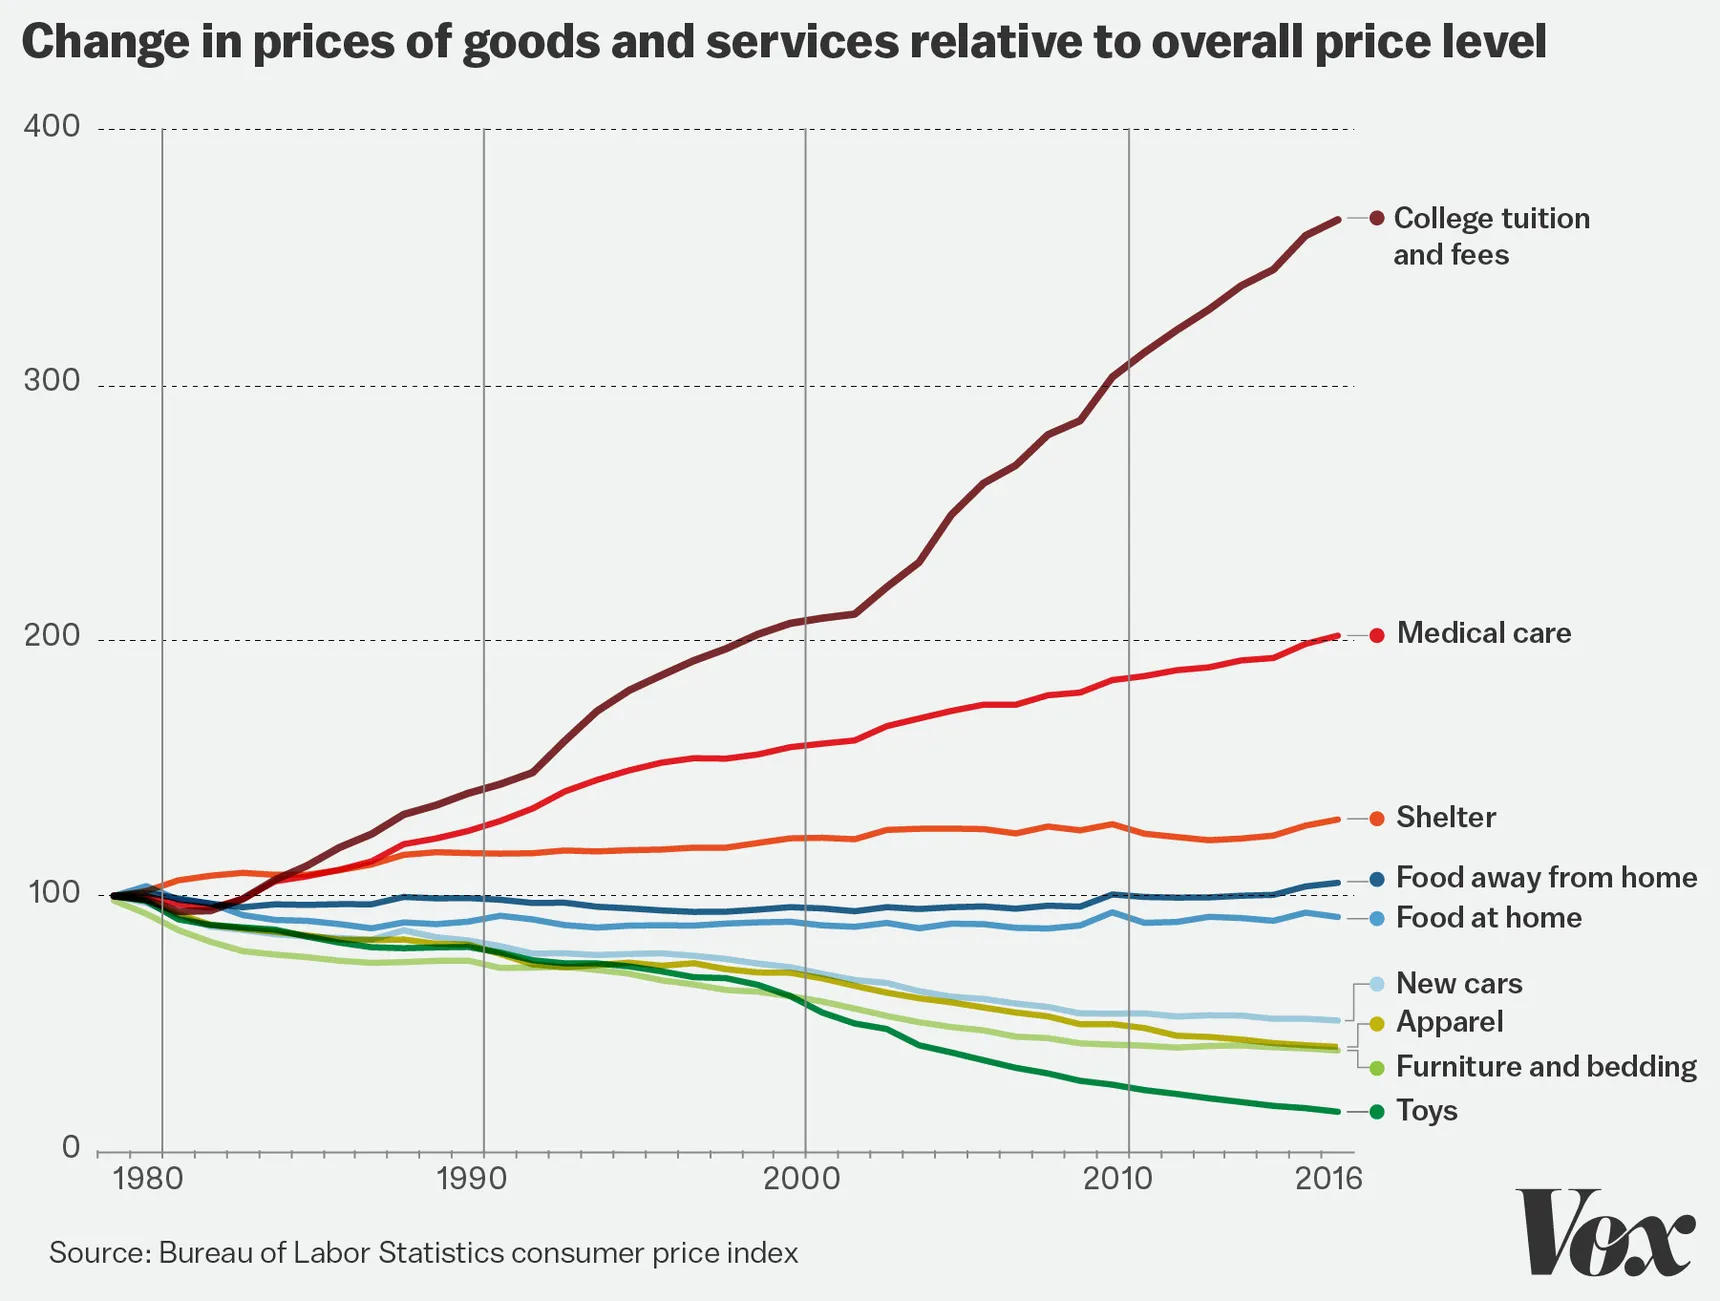 Change in prices of goods and services relative to overall price level
400
300
200
100
0
College tuition
and fees
Medical care
Shelter
Food away from home
Food at home
New cars
Apparel
Furniture and bedding
Toys
1980 1990 2000 2010 2016
Source: Bureau of Labor Statistics consumer price index
Vox